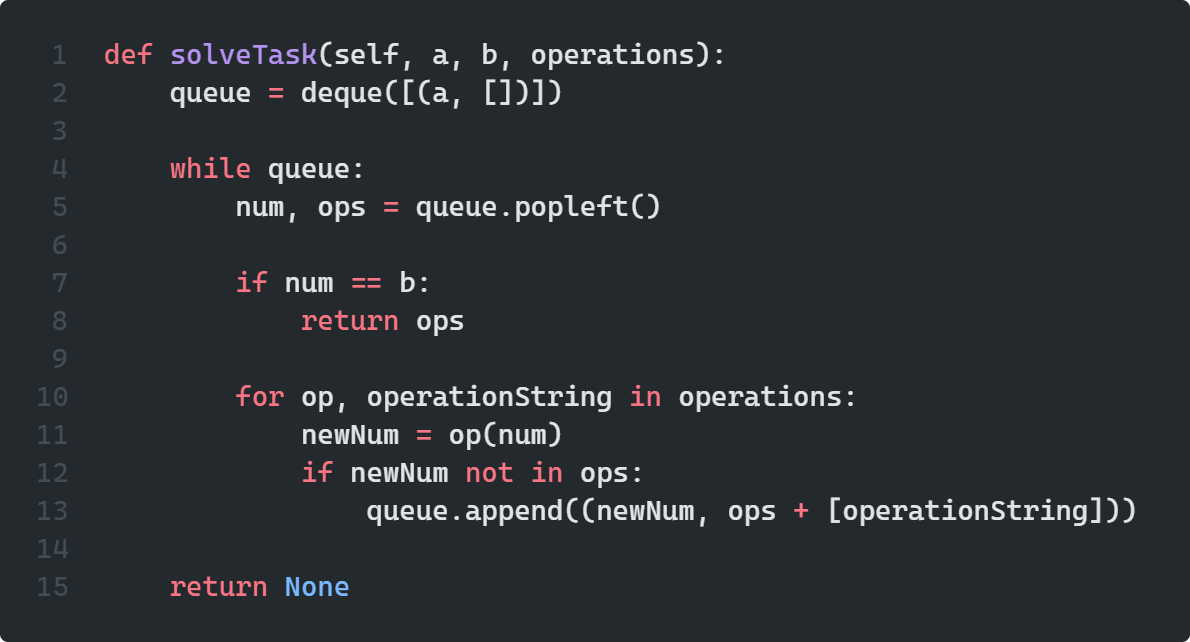 1 def solveTask(self, a, b, operations):
2     queue = deque([(a, [])])
3
4     while queue:
5         num, ops = queue.popleft()
6
7         if num == b:
8             return ops
9
10         for op, operationString in operations:
11             newNum = op(num)
12             if newNum not in ops:
13                 queue.append((newNum, ops + [operationString]))
14
15     return None